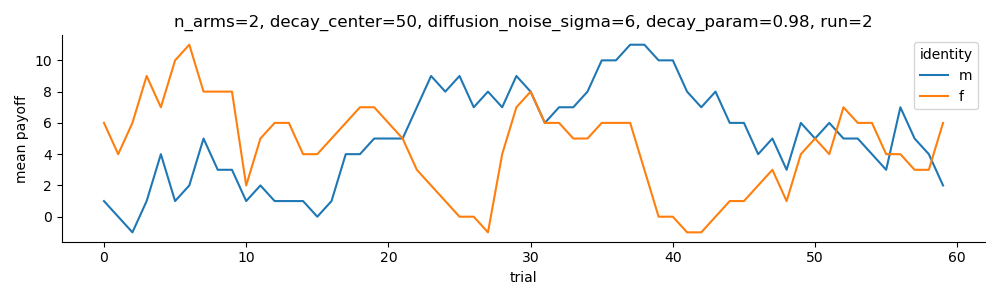 n_arms=2, decay_center=50, diffusion_noise_sigma=6, decay_param=0.98, run=2
identity
m
f
mean payoff
10
8
6
4
2
0
0 10 20 30 40 50 60
trial